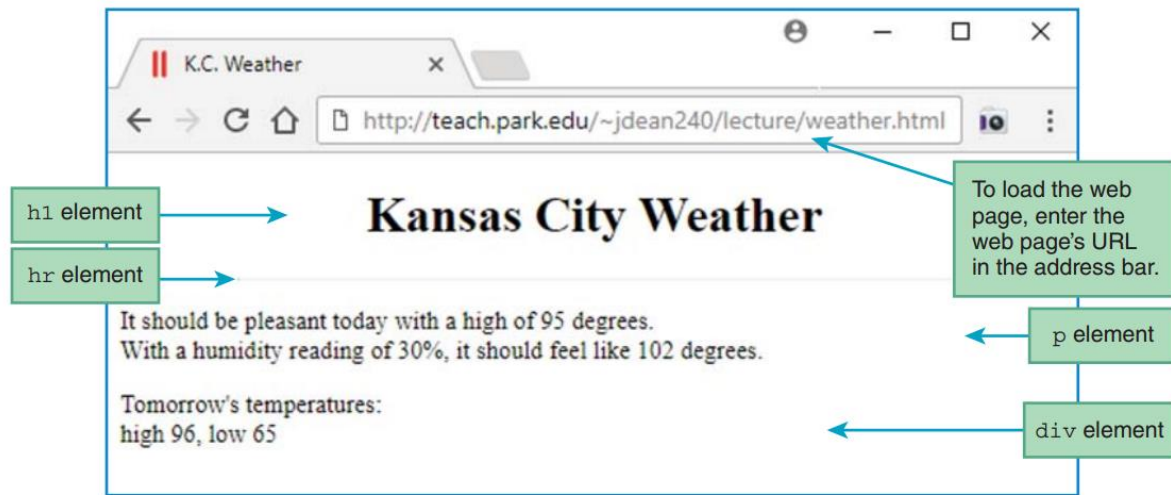 K.C. Weather
http://teach.park.edu/~jdean240/lecture/weather.html
To load the web
page, enter the
web page's URL
in the address bar.
h1 element
Kansas City Weather
hr element
It should be pleasant today with a high of 95 degrees.
With a humidity reading of 30%, it should feel like 102 degrees.
p element
Tomorrow's temperatures:
high 96, low 65
div element